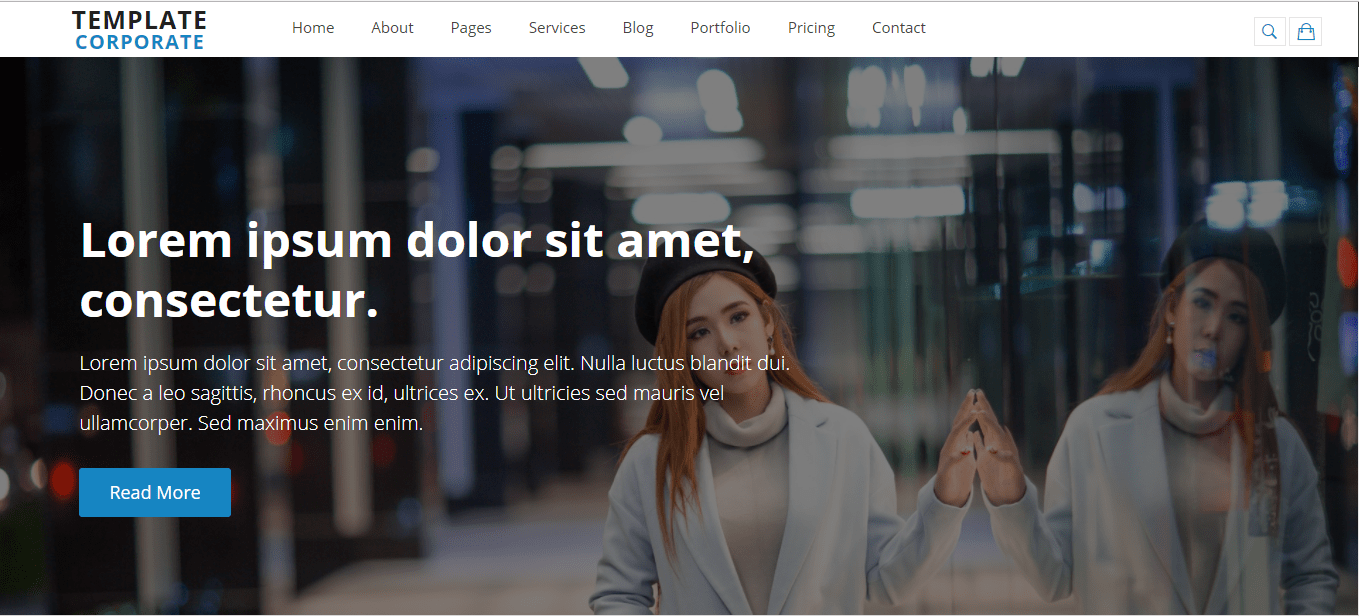 TEMPLATE
CORPORATE
Home About Pages Services Blog Portfolio Pricing Contact
Lorem ipsum dolor sit amet,
consectetur.
Lorem ipsum dolor sit amet, consectetur adipiscing elit. Nulla luctus blandit dui.
Donec a leo sagittis, rhoncus ex id, ultrices ex. Ut ultricies sed mauris vel
ullamcorper. Sed maximus enim enim.
Read More